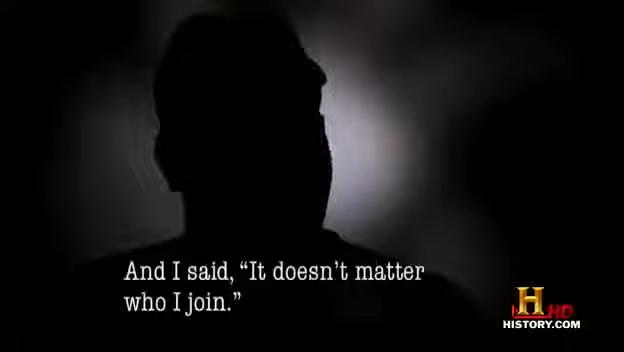 And I said, “It doesn’t matter
who I join.”
H HD
HISTORY.COM